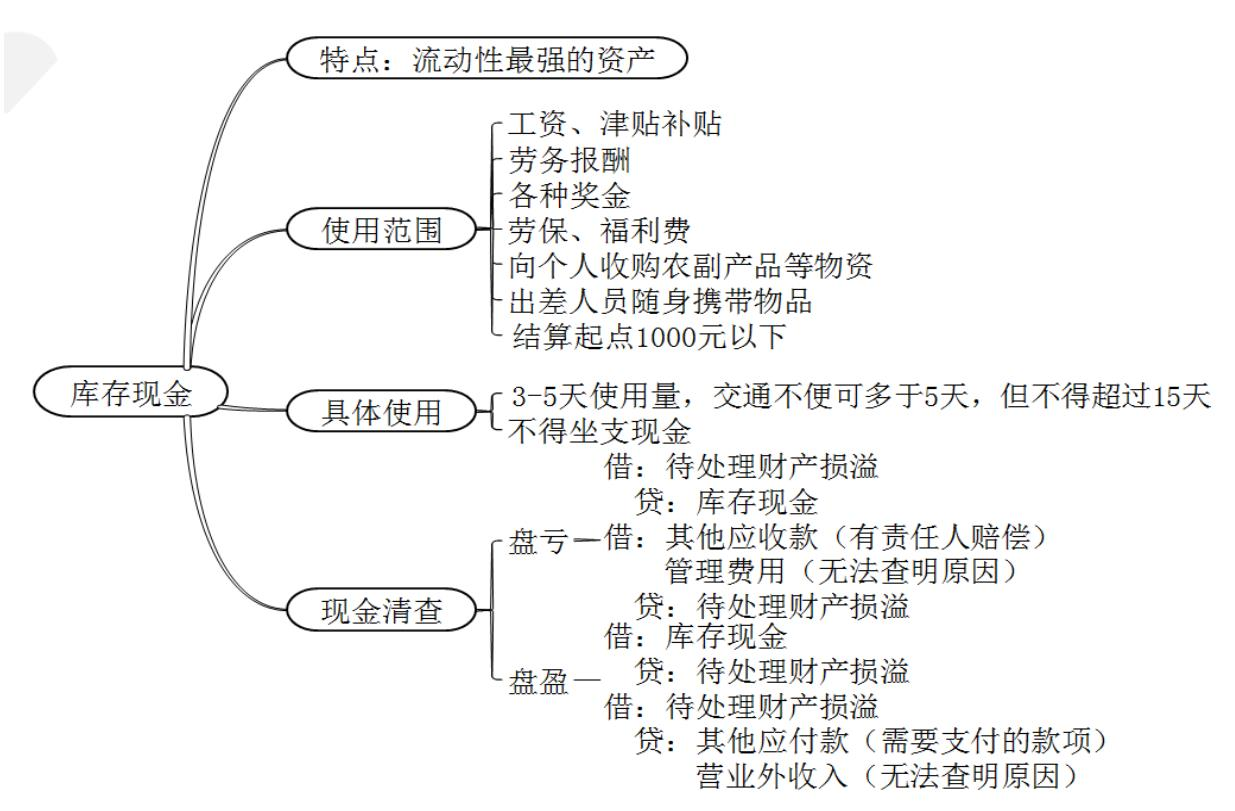 特点：流动性最强的资产
工资、津贴补贴
劳务报酬
各种奖金
使用范围
劳保、福利费
向个人收购农副产品等物资
出差人员随身携带物品
结算起点1000元以下
库存现金
具体使用
3-5天使用量，交通不便可多于5天，但不得超过15天
不得坐支现金
现金清查
盘亏
借：待处理财产损溢
贷：库存现金
借：其他应收款（有责任人赔偿）
管理费用（无法查明原因）
贷：待处理财产损溢
盘盈
借：库存现金
贷：待处理财产损溢
借：待处理财产损溢
贷：其他应付款（需要支付的款项）
营业外收入（无法查明原因）